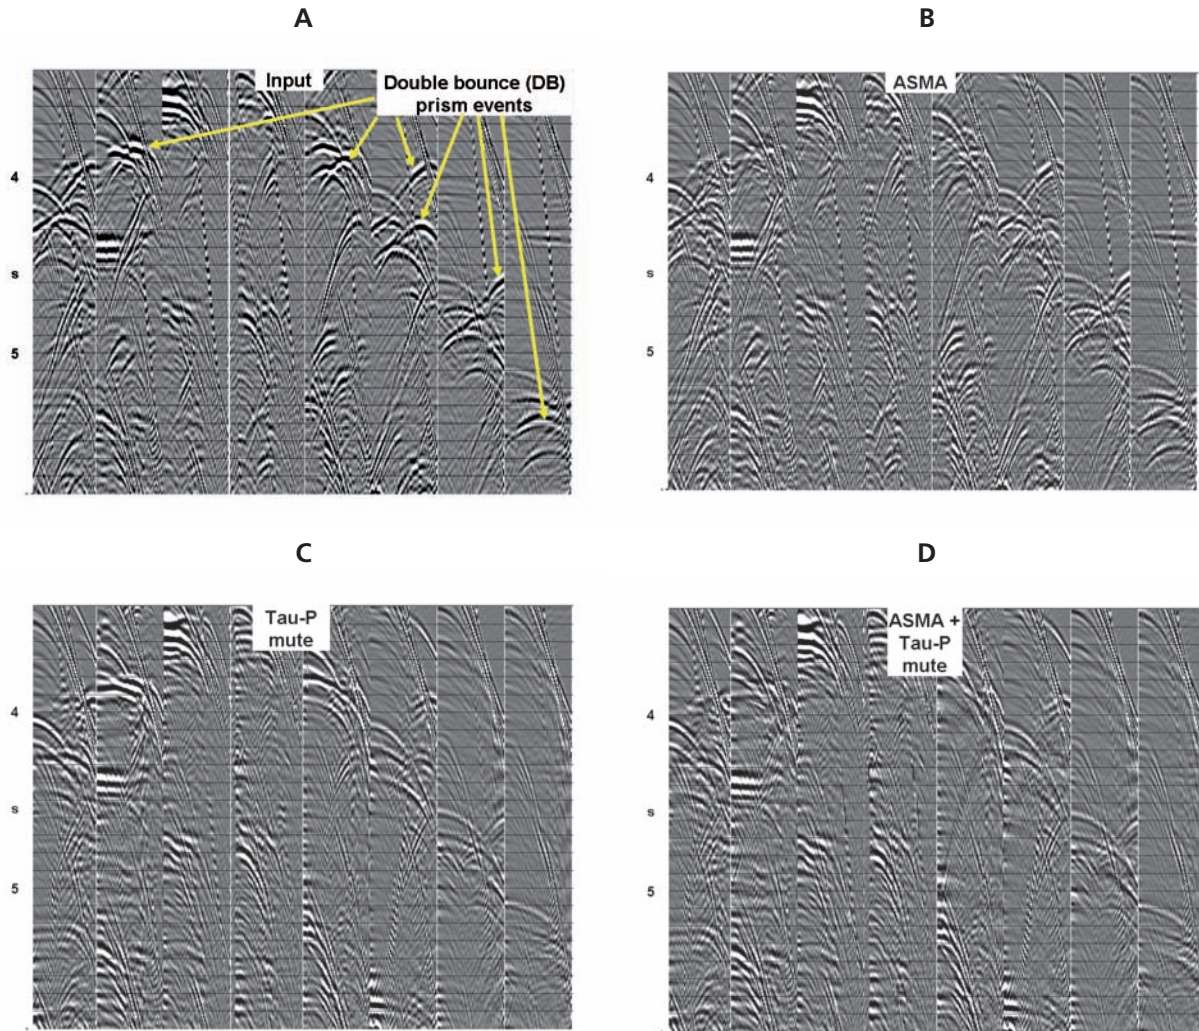 A
B
Input
Double bounce (DB)
prism events
4
s
5
ASMA
4
s
5
C
D
Tau-P
mute
4
s
5
ASMA +
Tau-P
mute
4
s
5